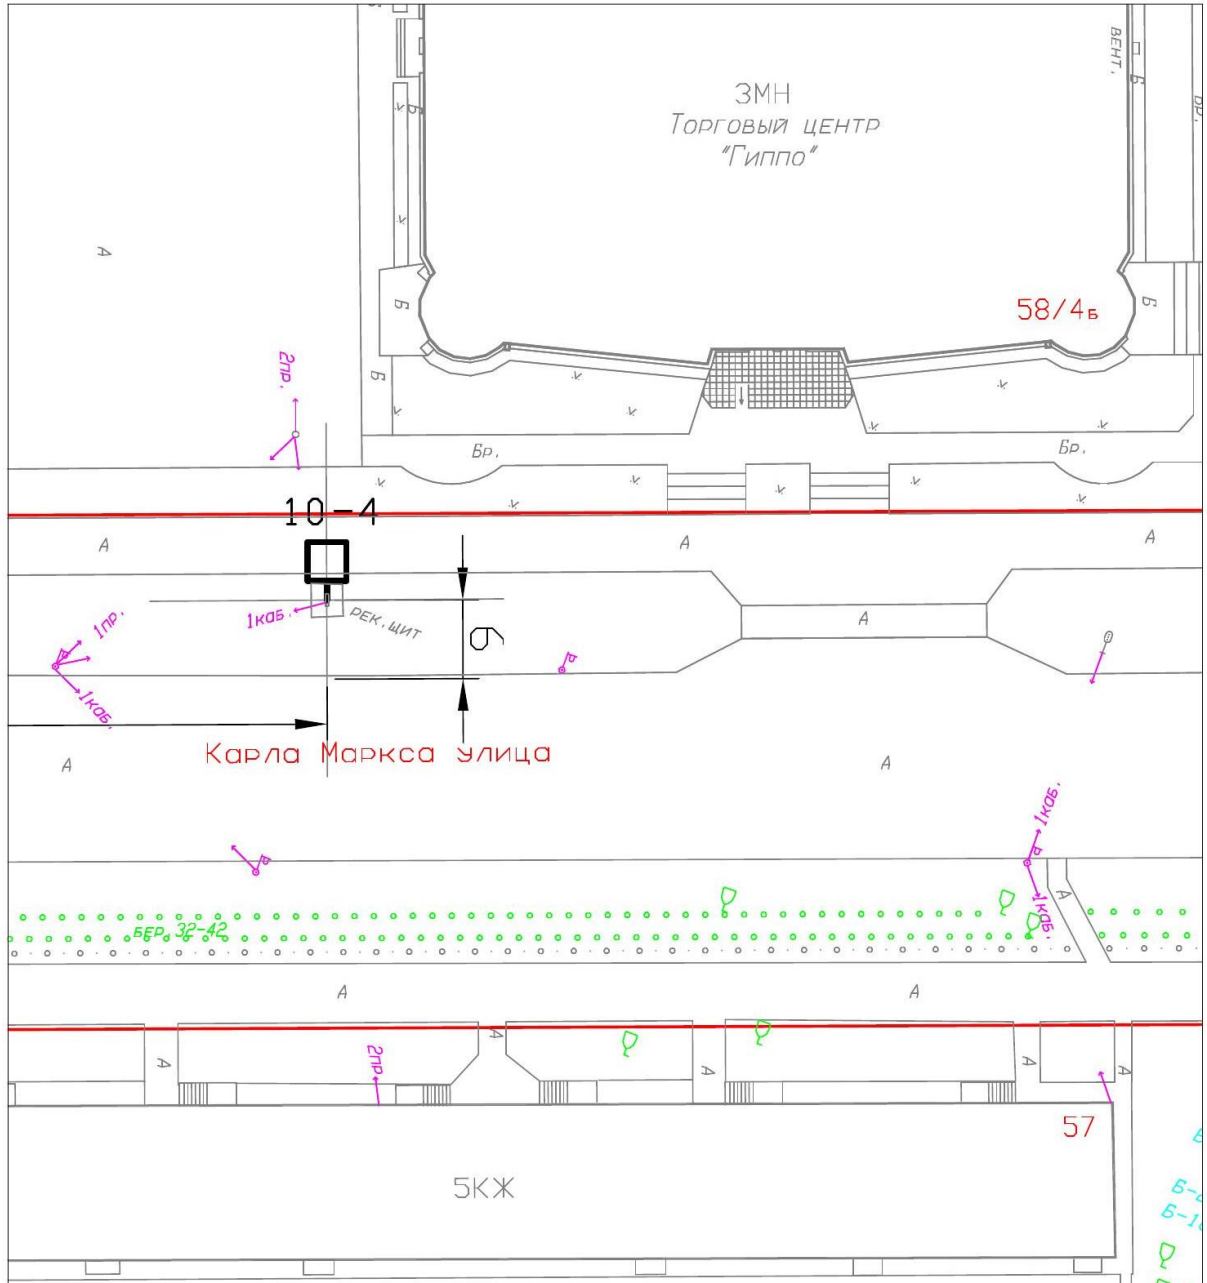 ЗМН
Торговый центр
"Гиппо"
вент.
Б
Б
А
Б
Б
58/4Б
2пр.
Б
Бр.
Бр.
10-4
А
А
А
1каб.
рек.щит
9
А
1пр.
1каб.
Карла Маркса улица
А
А
1каб.
А
1каб.
бер. 32-42
А
А
А
А
2пр.
А
А
А
57
5КЖ